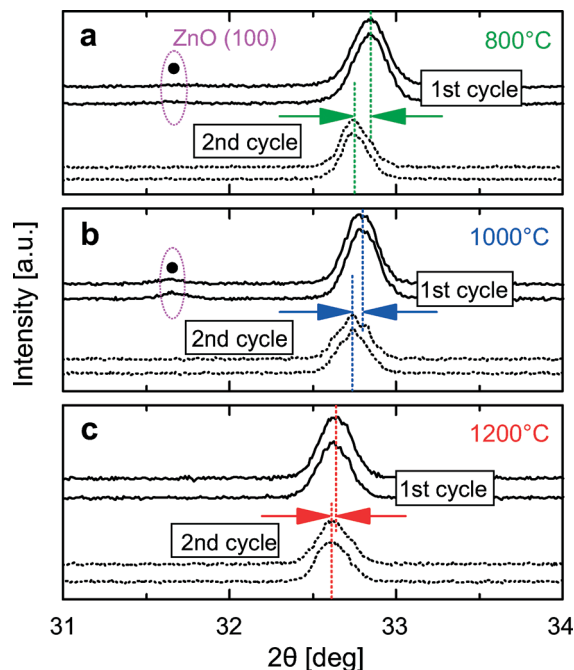 a
ZnO (100)
800°C
1st cycle
2nd cycle
b
1000°C
1st cycle
2nd cycle
c
1200°C
1st cycle
2nd cycle
Intensity [a.u.]
31 32 33 34
2θ [deg]